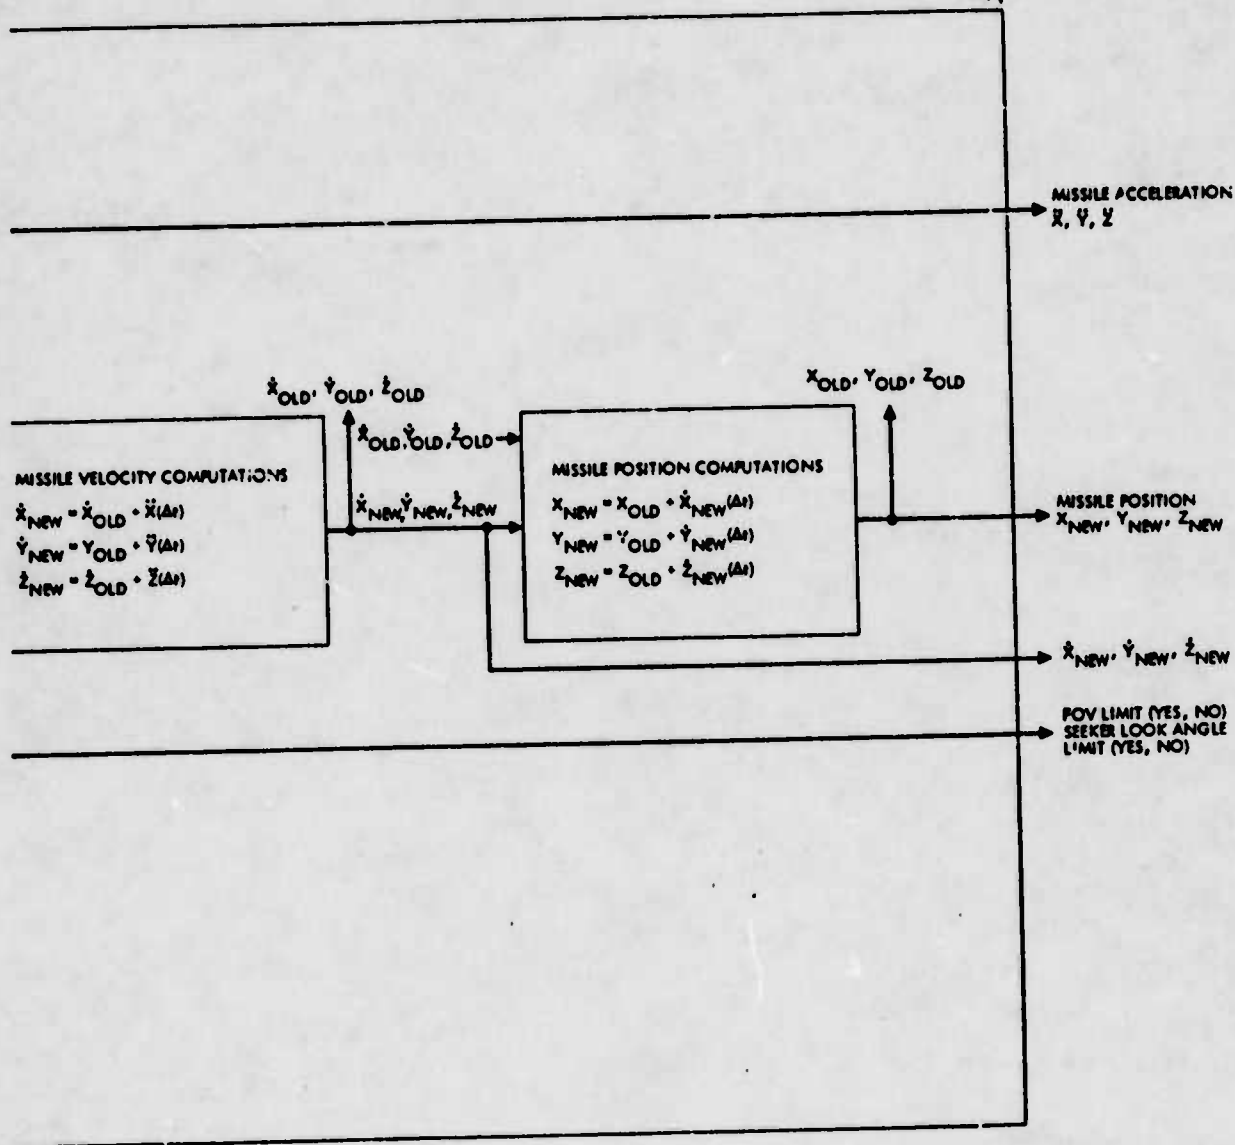 MISSILE ACCELERATION
Ẍ, Ÿ, Z̈
Ẋ_OLD, Ẏ_OLD, Ż_OLD
X_OLD, Y_OLD, Z_OLD
Ẋ_OLD, Ẏ_OLD, Ż_OLD
MISSILE VELOCITY COMPUTATIONS
Ẋ_NEW = Ẋ_OLD + Ẍ(Δt)
Ẏ_NEW = Y_OLD + Ÿ(Δt)
Ż_NEW = Ż_OLD + Z̈(Δt)
Ẋ_NEW, Ẏ_NEW, Ż_NEW
MISSILE POSITION COMPUTATIONS
X_NEW = X_OLD + Ẋ_NEW(Δt)
Y_NEW = Y_OLD + Ẏ_NEW(Δt)
Z_NEW = Z_OLD + Ż_NEW(Δt)
MISSILE POSITION
X_NEW, Y_NEW, Z_NEW
Ẋ_NEW, Ẏ_NEW, Ż_NEW
FOV LIMIT (YES, NO)
SEEKER LOOK ANGLE
LIMIT (YES, NO)